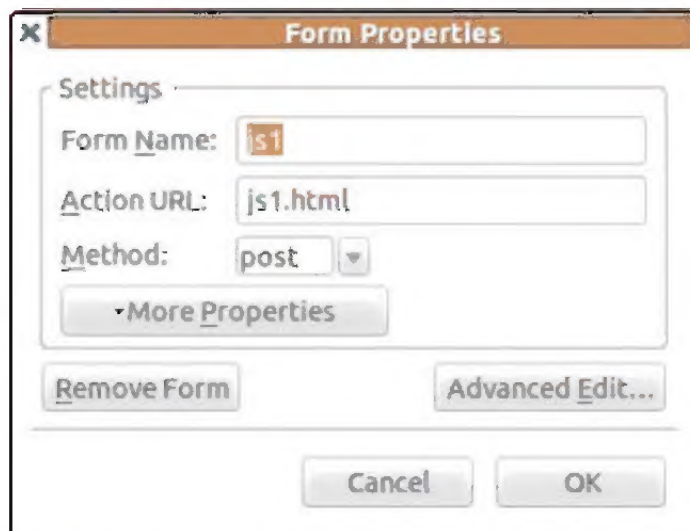 Form Properties
Settings
Form Name: js1
Action URL: js1.html
Method: post
More Properties
Remove Form Advanced Edit...
Cancel OK